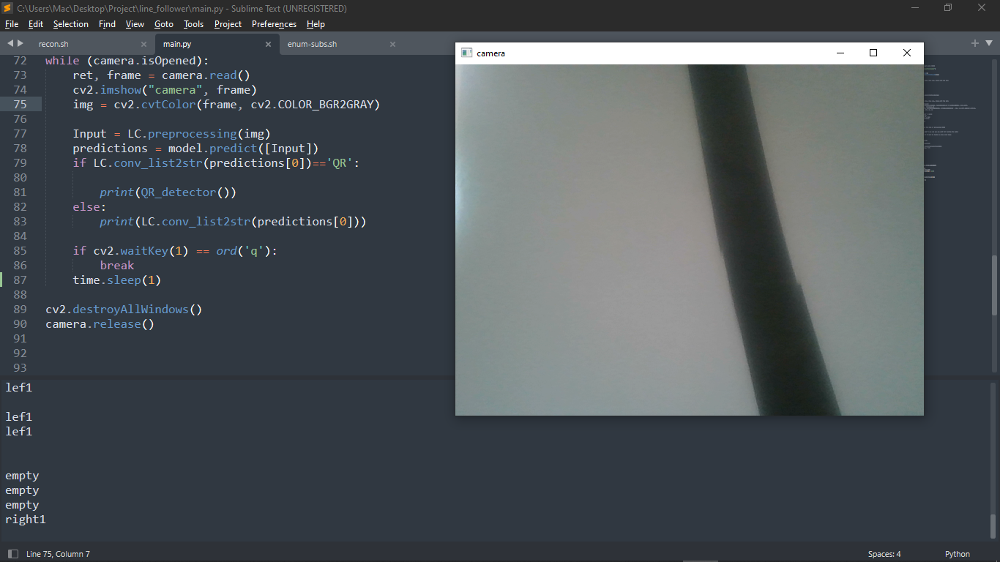 C:\Users\Mac\Desktop\Project\line_follower\main.py - Sublime Text (UNREGISTERED)
File Edit Selection Find View Goto Tools Project Preferences Help
recon.sh main.py enum-subs.sh
camera
72 while (camera.isOpened):
73 ret, frame = camera.read()
74 cv2.imshow("camera", frame)
75 img = cv2.cvtColor(frame, cv2.COLOR_BGR2GRAY)
76
77 Input = LC.preprocessing(img)
78 predictions = model.predict([Input])
79 if LC.conv_list2str(predictions[0])=='QR':
80
81 print(QR_detector())
82 else:
83 print(LC.conv_list2str(predictions[0]))
84
85 if cv2.waitKey(1) == ord('q'):
86 break
87 time.sleep(1)
88
89 cv2.destroyAllWindows()
90 camera.release()
91
92
93
lef1
lef1
lef1
empty
empty
empty
right1
Line 75, Column 7
Spaces: 4
Python